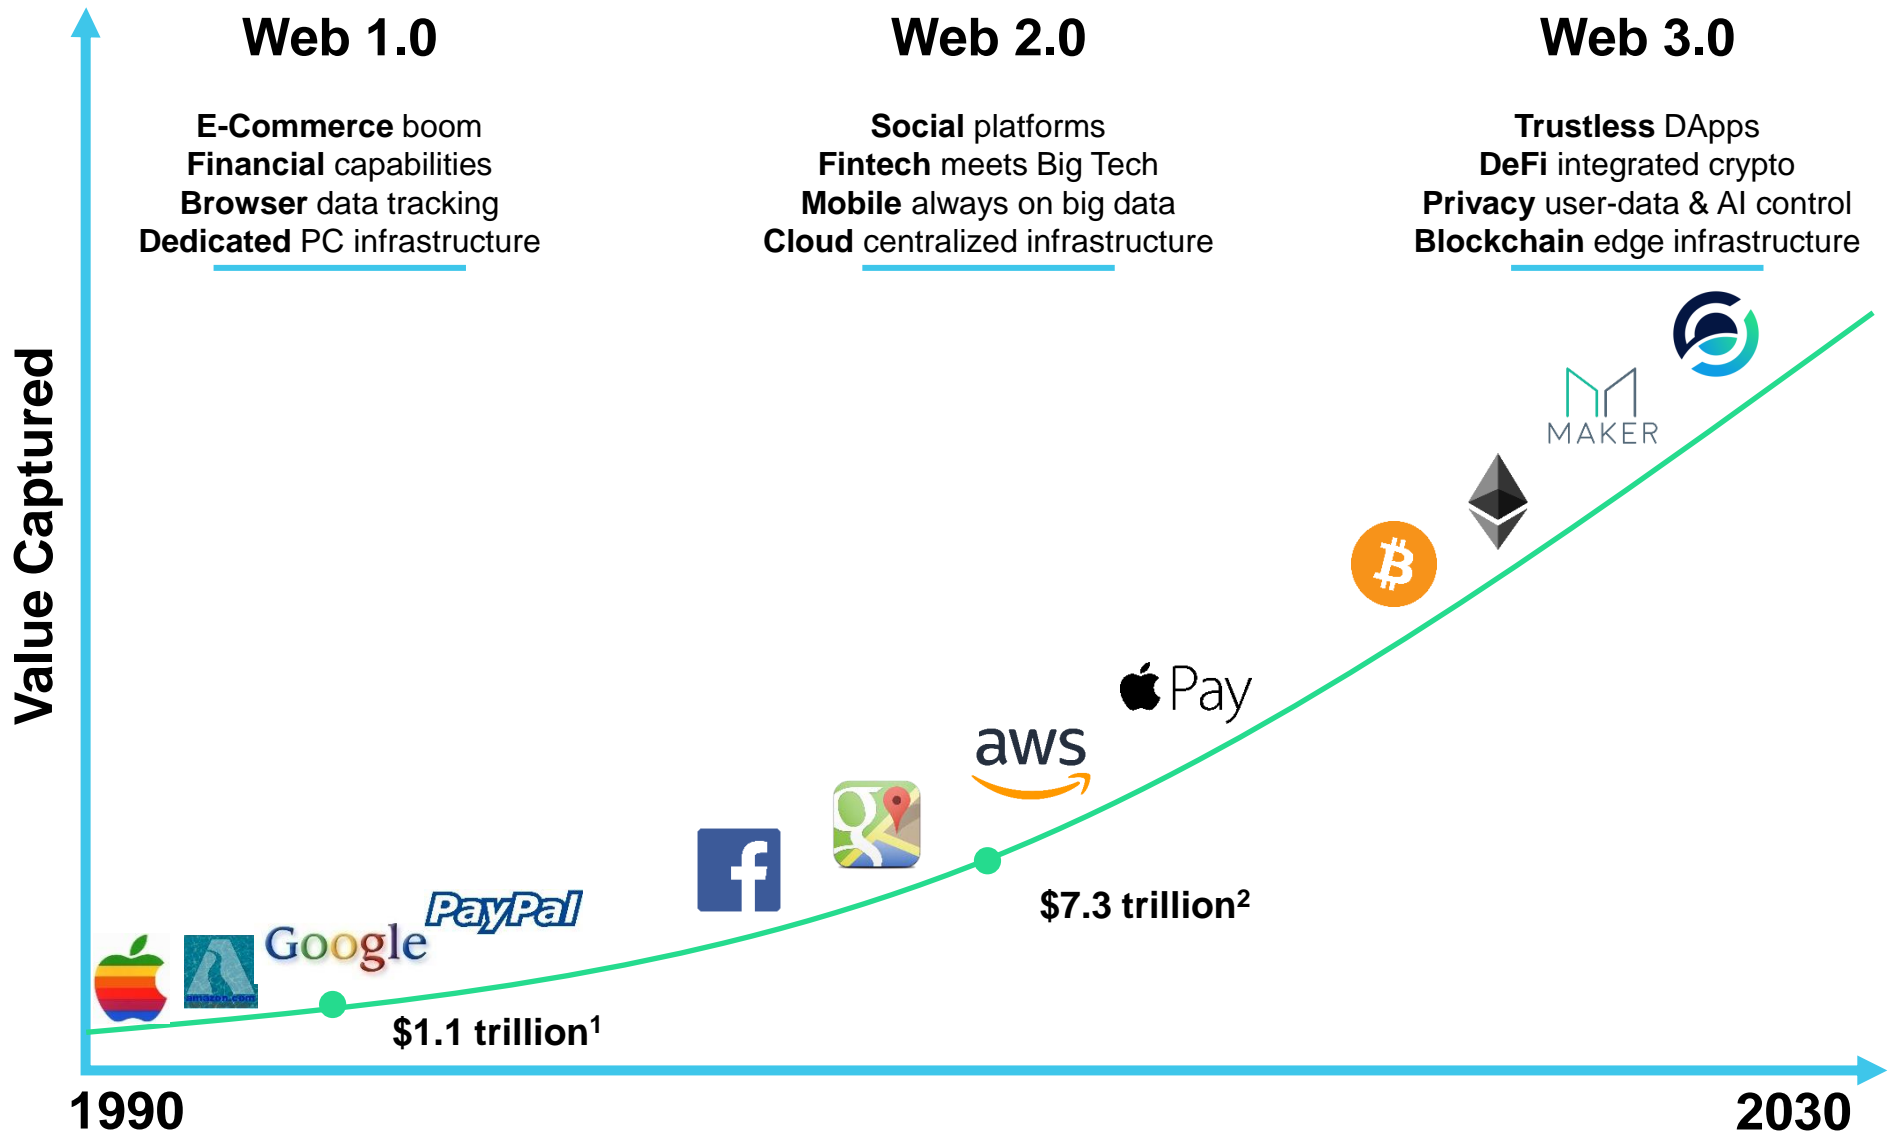 Web 1.0
E-Commerce boom
Financial capabilities
Browser data tracking
Dedicated PC infrastructure
Web 2.0
Social platforms
Fintech meets Big Tech
Mobile always on big data
Cloud centralized infrastructure
Web 3.0
Trustless DApps
DeFi integrated crypto
Privacy user-data & AI control
Blockchain edge infrastructure
Value Captured
MAKER
Pay
aws
g
f
PayPal
Google
amazon.com
$7.3 trillion²
$1.1 trillion¹
1990
2030